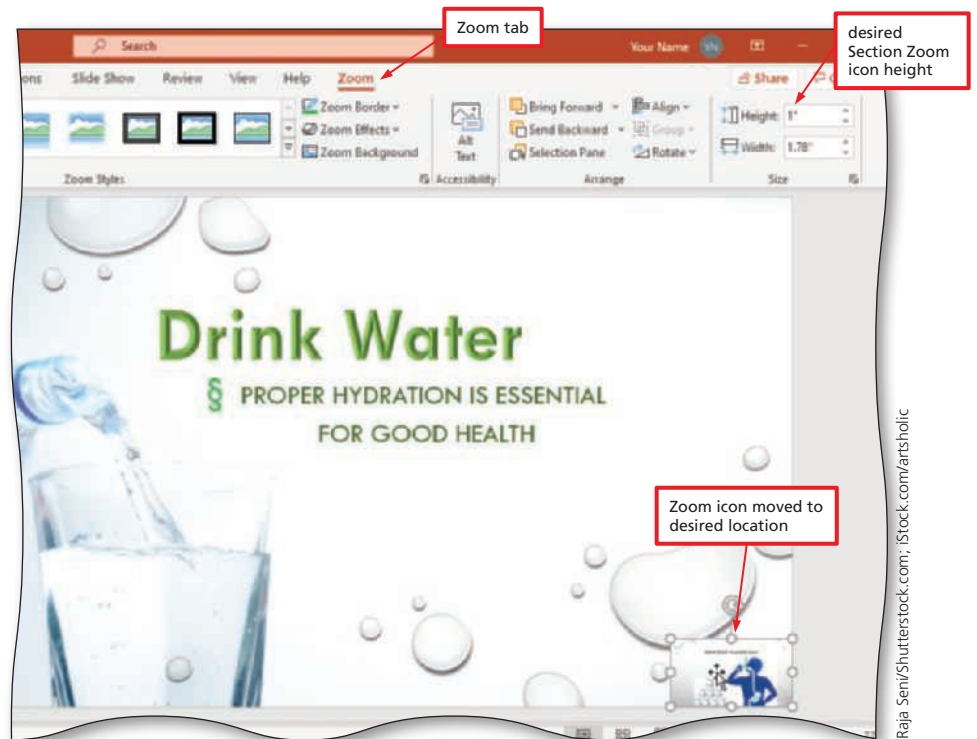 Zoom tab
desired
Section Zoom
icon height
Search
Your Name
YN
ons Slide Show Review View Help Zoom Share
Zoom Border
Zoom Effects
Zoom Background
Zoom Styles
Alt
Text
Accessibility
Bring Forward
Send Backward
Selection Pane
Align
Group
Rotate
Arrange
Height: 1"
Width: 1.78"
Size
Drink Water
§ PROPER HYDRATION IS ESSENTIAL
FOR GOOD HEALTH
Zoom icon moved to
desired location
Raja Seni/Shutterstock.com; iStock.com/artsholic